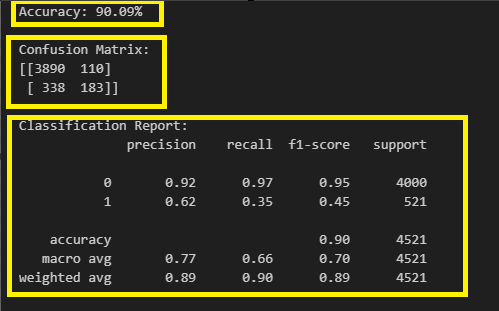 Accuracy: 90.09%
Confusion Matrix:
[[3890  110]
 [ 338  183]]
Classification Report:
              precision    recall  f1-score   support
           0       0.92      0.97      0.95      4000
           1       0.62      0.35      0.45       521
    accuracy                           0.90      4521
   macro avg       0.77      0.66      0.70      4521
weighted avg       0.89      0.90      0.89      4521